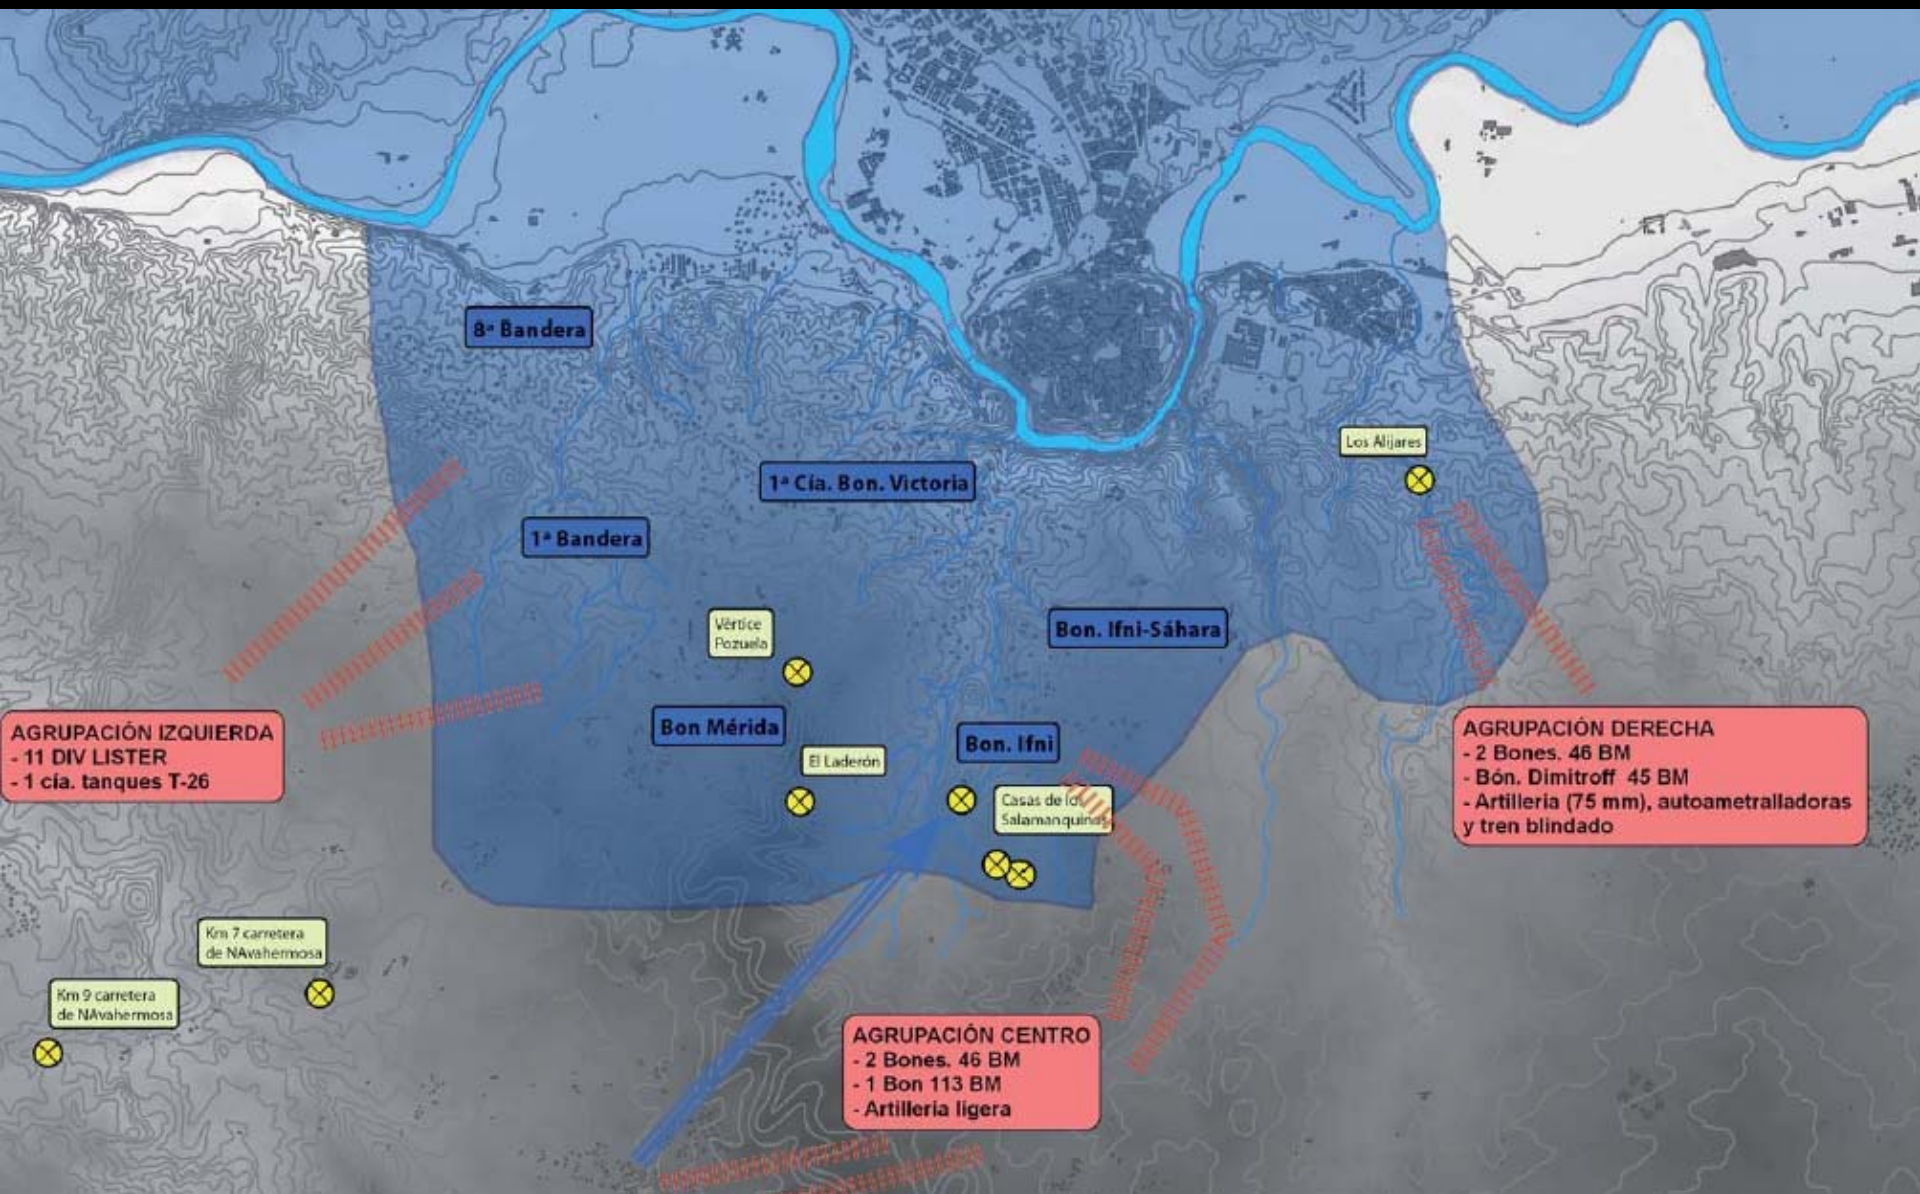 8ª Bandera
Los Alijares
1ª Cía. Bon. Victoria
1ª Bandera
Vértice
Pozuela
Bon. Ifni-Sáhara
Bon Mérida
Bon. Ifni
El Laderón
Casas de los
Salamanquinos
AGRUPACIÓN IZQUIERDA
- 11 DIV LISTER
- 1 cía. tanques T-26
AGRUPACIÓN DERECHA
- 2 Bones. 46 BM
- Bón. Dimitroff 45 BM
- Artilleria (75 mm), autoametralladoras
y tren blindado
Km 7 carretera
de NAvahermosa
Km 9 carretera
de NAvahermosa
AGRUPACIÓN CENTRO
- 2 Bones. 46 BM
- 1 Bon 113 BM
- Artilleria ligera